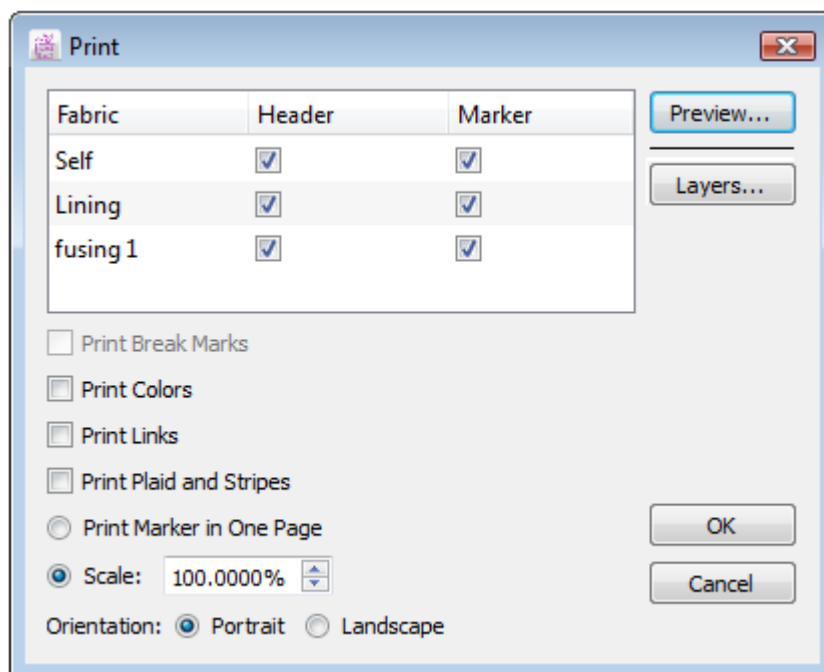 Print
Fabric Header Marker
Self
Lining
fusing 1
Preview...
Layers...
Print Break Marks
Print Colors
Print Links
Print Plaid and Stripes
Print Marker in One Page
Scale: 100.0000%
Orientation: Portrait Landscape
OK
Cancel